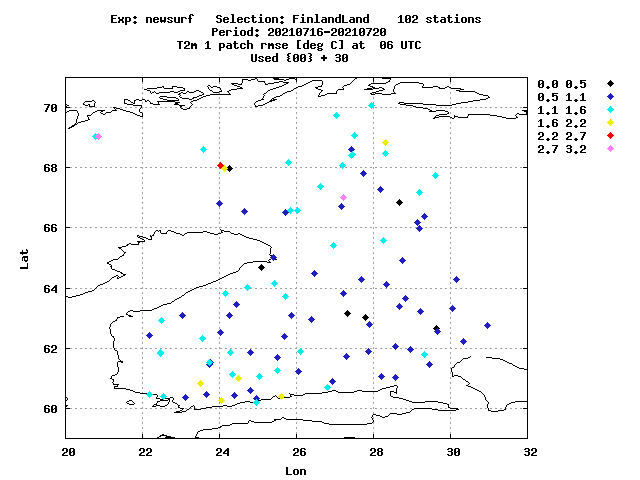 Exp: newsurf   Selection: FinlandLand    102 stations
Period: 20210716-20210720
T2m 1 patch rmse [deg C] at  06 UTC
Used {00} + 30
0.0 0.5
0.5 1.1
1.1 1.6
1.6 2.2
2.2 2.7
2.7 3.2
70
68
66
Lat
64
62
60
20 22 24 26 28 30 32
Lon